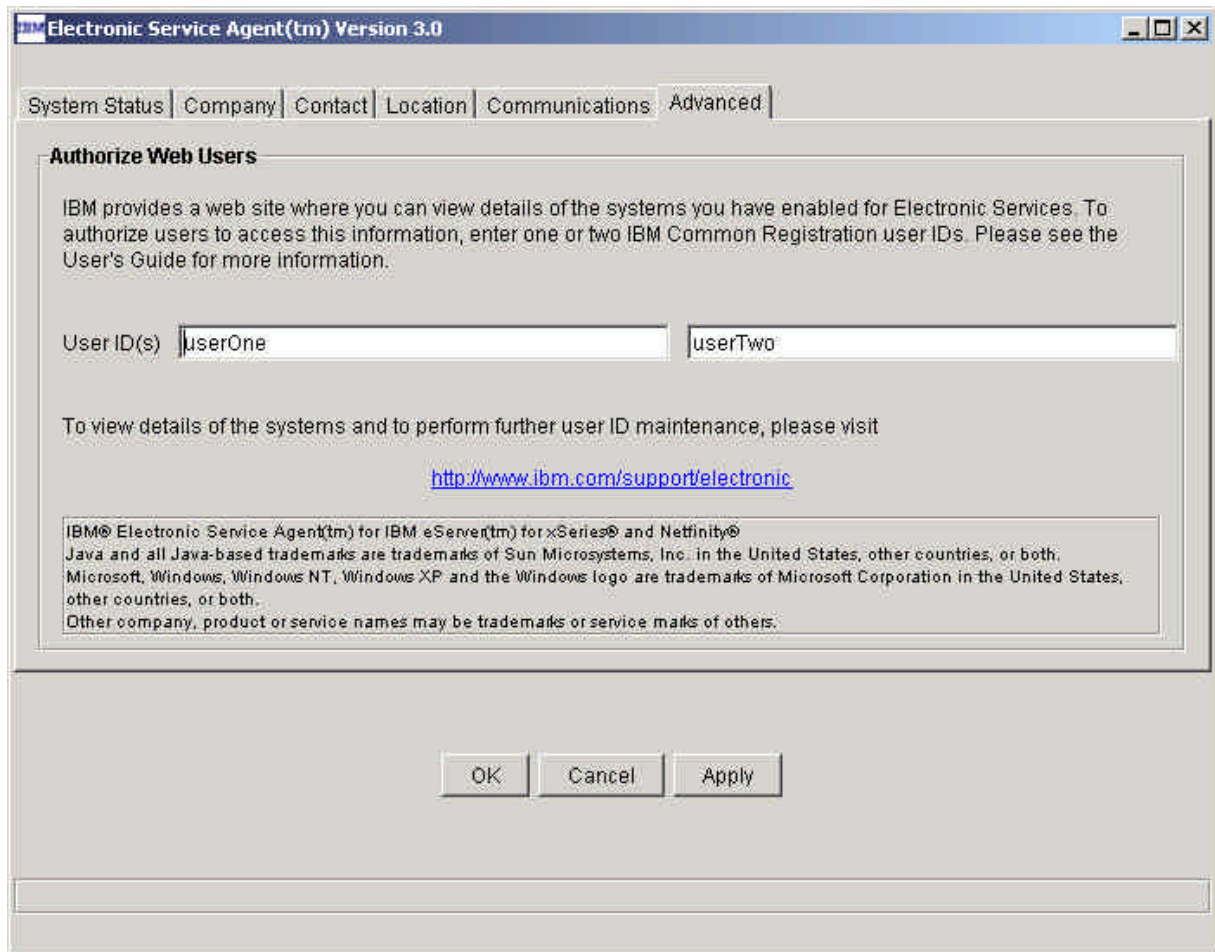 IBM Electronic Service Agent(tm) Version 3.0
System Status Company Contact Location Communications Advanced
Authorize Web Users
IBM provides a web site where you can view details of the systems you have enabled for Electronic Services. To
authorize users to access this information, enter one or two IBM Common Registration user IDs. Please see the
User's Guide for more information.
User ID(s) userOne userTwo
To view details of the systems and to perform further user ID maintenance, please visit
http://www.ibm.com/support/electronic
IBM® Electronic Service Agent(tm) for IBM eServer(tm) for xSeries® and Netfinity®
Java and all Java-based trademarks are trademarks of Sun Microsystems, Inc. in the United States, other countries, or both.
Microsoft, Windows, Windows NT, Windows XP and the Windows logo are trademarks of Microsoft Corporation in the United States,
other countries, or both.
Other company, product or service names may be trademarks or service marks of others.
OK Cancel Apply